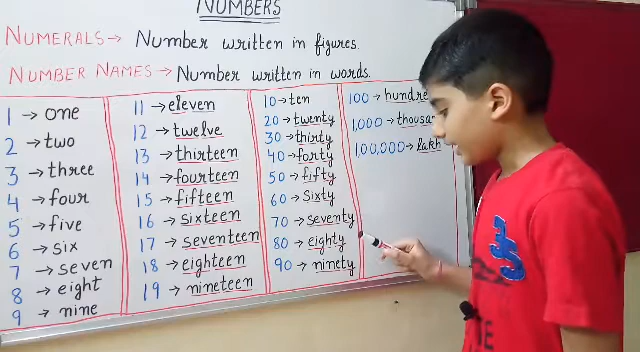 NUMBERS
NUMERALS → Number written in figures.
NUMBER NAMES → Number written in words.
1 → one
2 → two
3 → three
4 → four
5 → five
6 → six
7 → seven
8 → eight
9 → nine
11 → eleven
12 → twelve
13 → thirteen
14 → fourteen
15 → fifteen
16 → sixteen
17 → seventeen
18 → eighteen
19 → nineteen
10 → ten
20 → twenty
30 → thirty
40 → forty
50 → fifty
60 → sixty
70 → seventy
80 → eighty
90 → ninety
100 → hundre
1,000 → thousa
1,00,000 → lakh